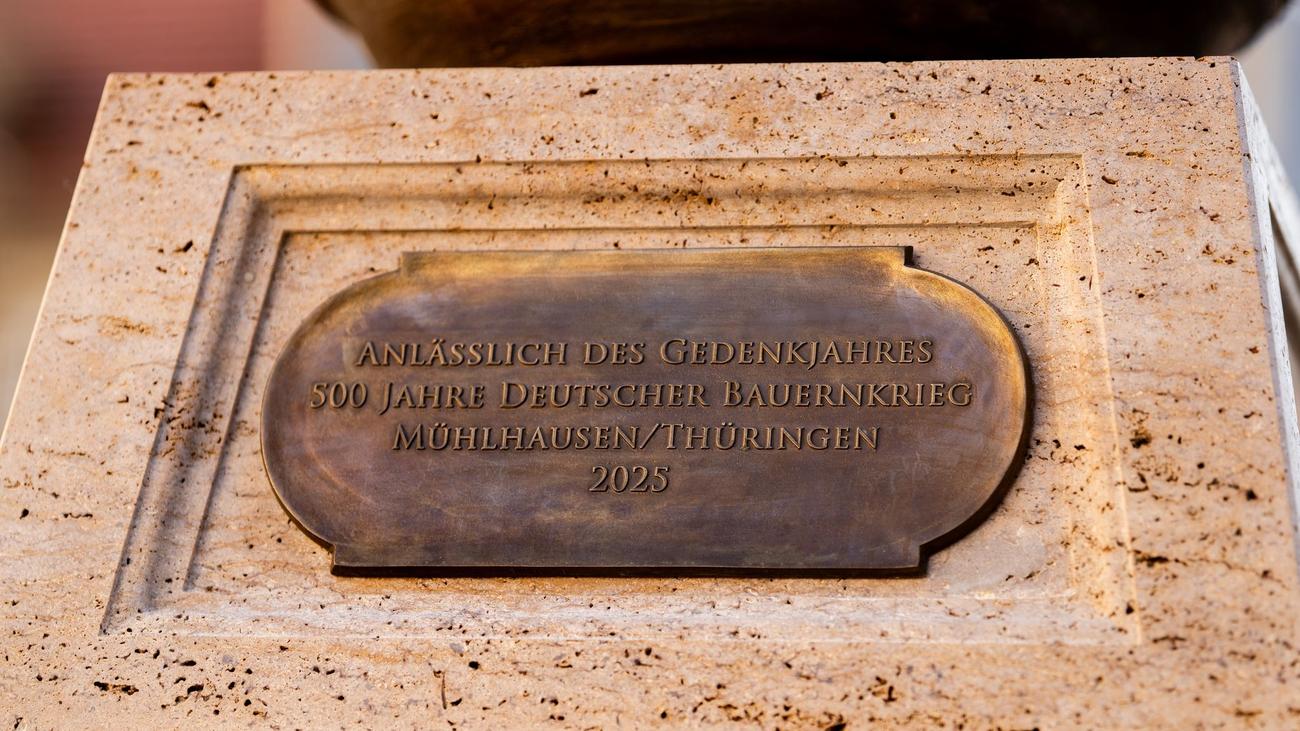 ANLÄSSLICH DES GEDENKJAHRES
500 JAHRE DEUTSCHER BAUERNKRIEG
MÜHLHAUSEN/THÜRINGEN
2025